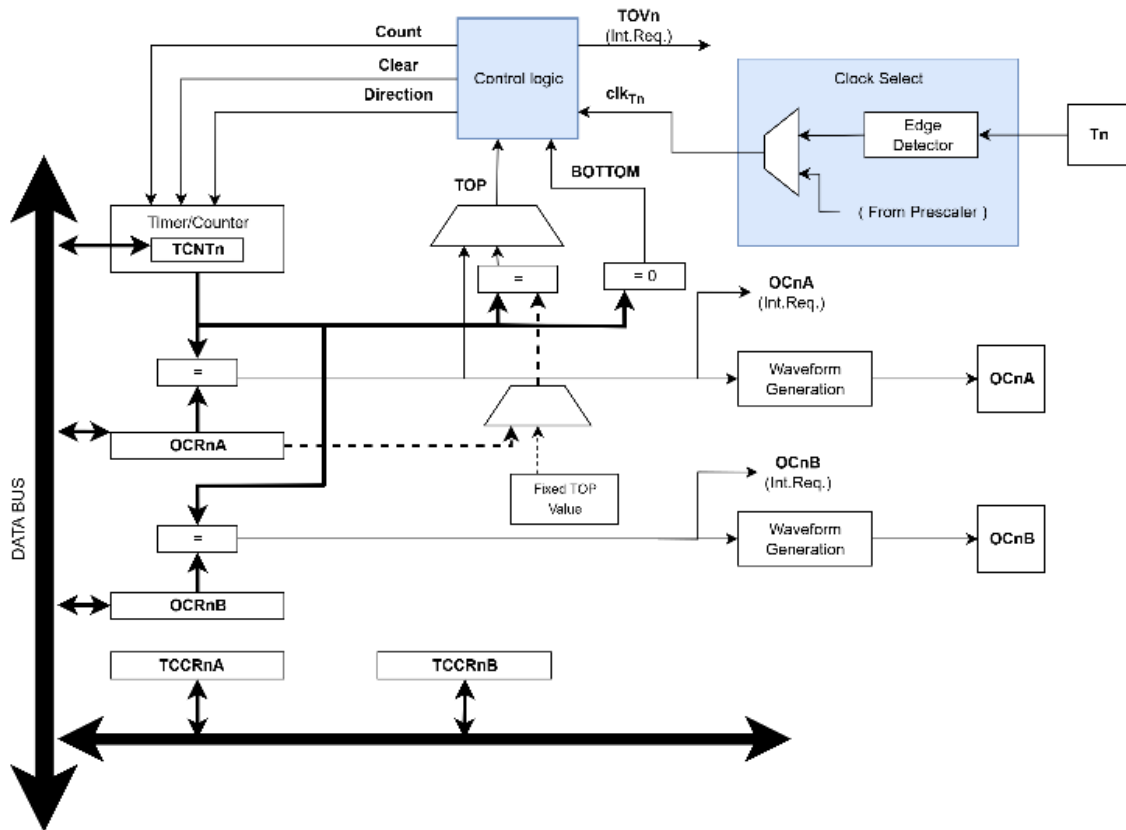 TOVn
(Int.Req.)
Count
Clear
Direction
Control logic
clkTn
Clock Select
Edge
Detector
Tn
( From Prescaler )
TOP
BOTTOM
Timer/Counter
TCNTn
=
= 0
OCnA
(Int.Req.)
=
Waveform
Generation
OCnA
OCRnA
Fixed TOP
Value
OCnB
(Int.Req.)
=
Waveform
Generation
OCnB
OCRnB
DATA BUS
TCCRnA
TCCRnB